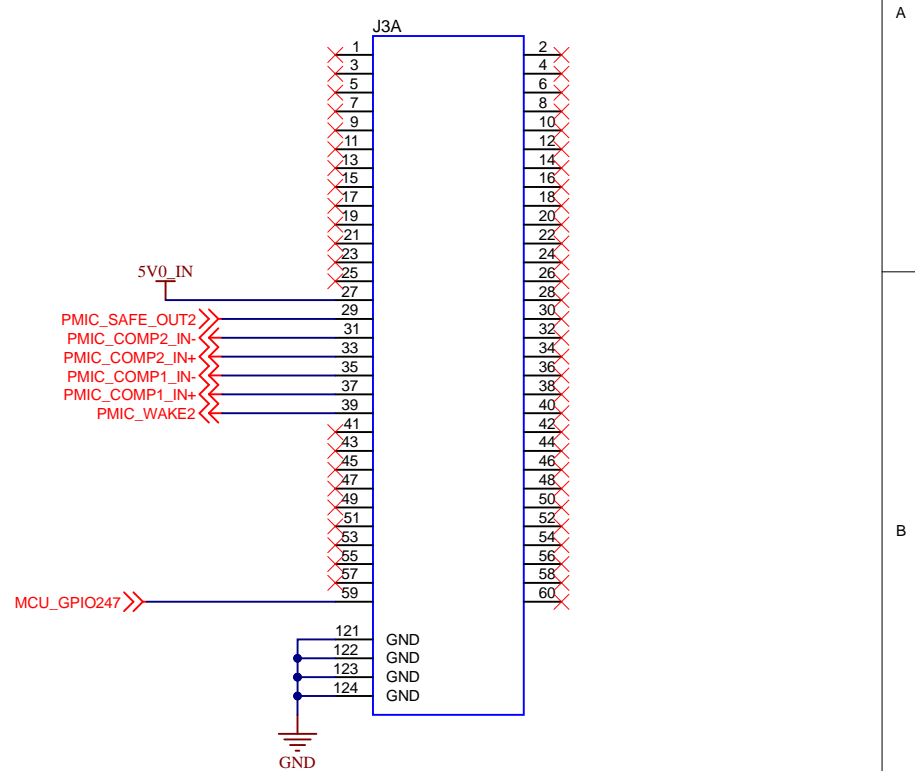 A
J3A
1 2
3 4
5 6
7 8
9 10
11 12
13 14
15 16
17 18
19 20
21 22
23 24
25 26
5V0_IN
27 28
PMIC_SAFE_OUT2 29 30
PMIC_COMP2_IN- 31 32
PMIC_COMP2_IN+ 33 34
PMIC_COMP1_IN- 35 36
PMIC_COMP1_IN+ 37 38
PMIC_WAKE2 39 40
41 42
43 44
45 46
47 48
49 50
51 52
B
53 54
55 56
57 58
MCU_GPIO247 59 60
121 GND
122 GND
123 GND
124 GND
GND